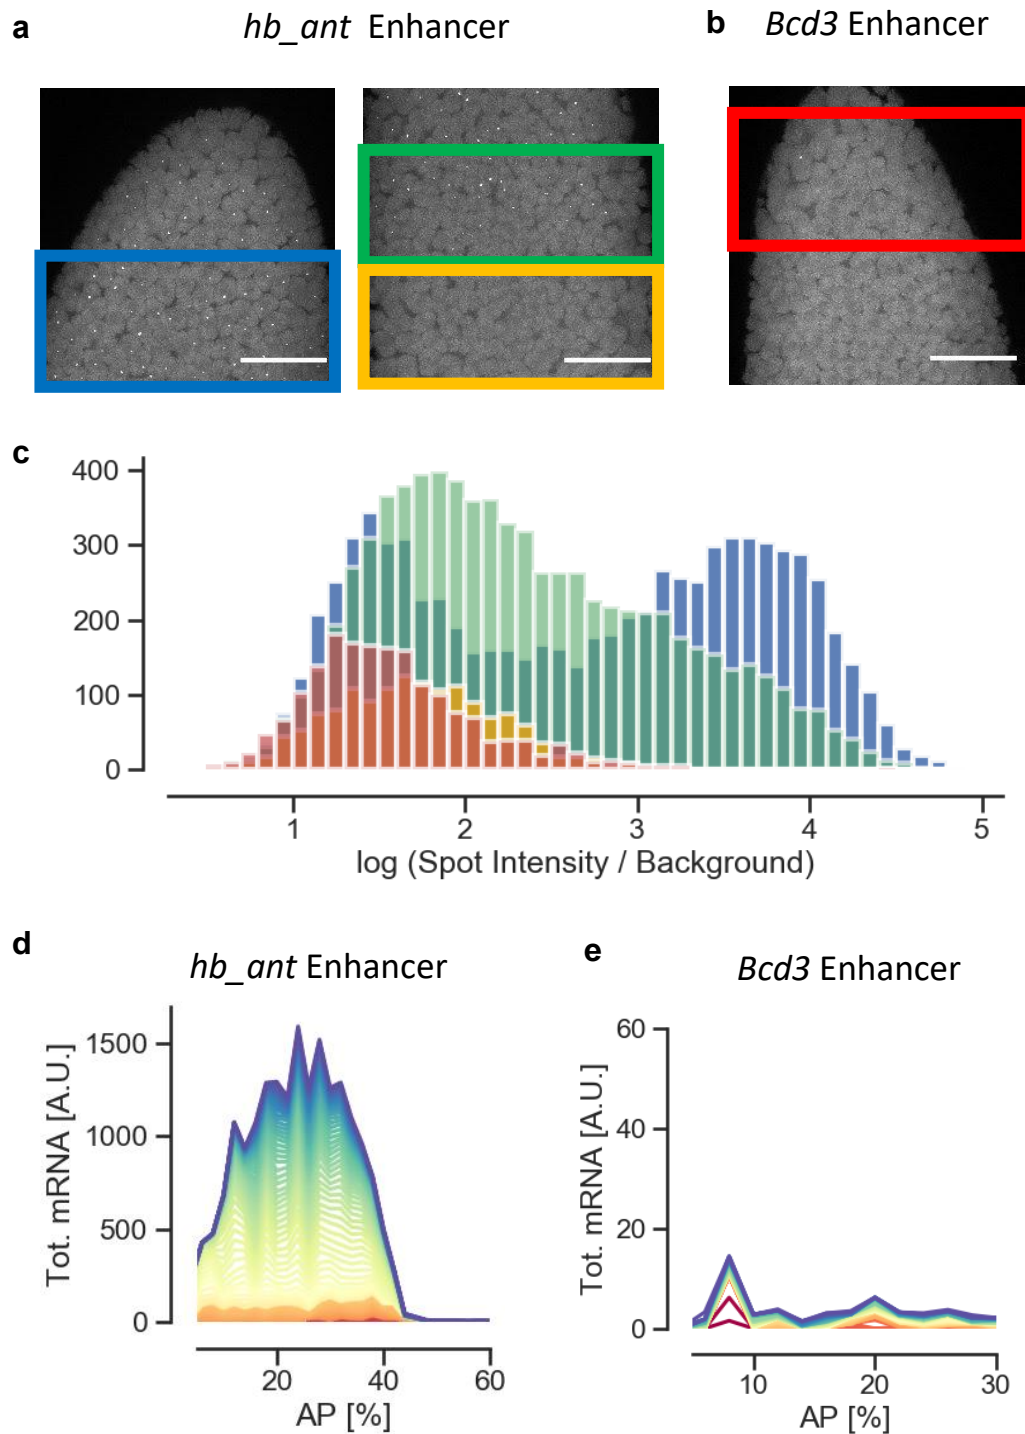 a hb_ant Enhancer
b Bcd3 Enhancer
c
400
300
200
100
0
1 2 3 4 5
log (Spot Intensity / Background)
d hb_ant Enhancer
Tot. mRNA [A.U.]
1500
1000
500
0
20 40 60
AP [%]
e Bcd3 Enhancer
Tot. mRNA [A.U.]
60
40
20
0
10 20 30
AP [%]